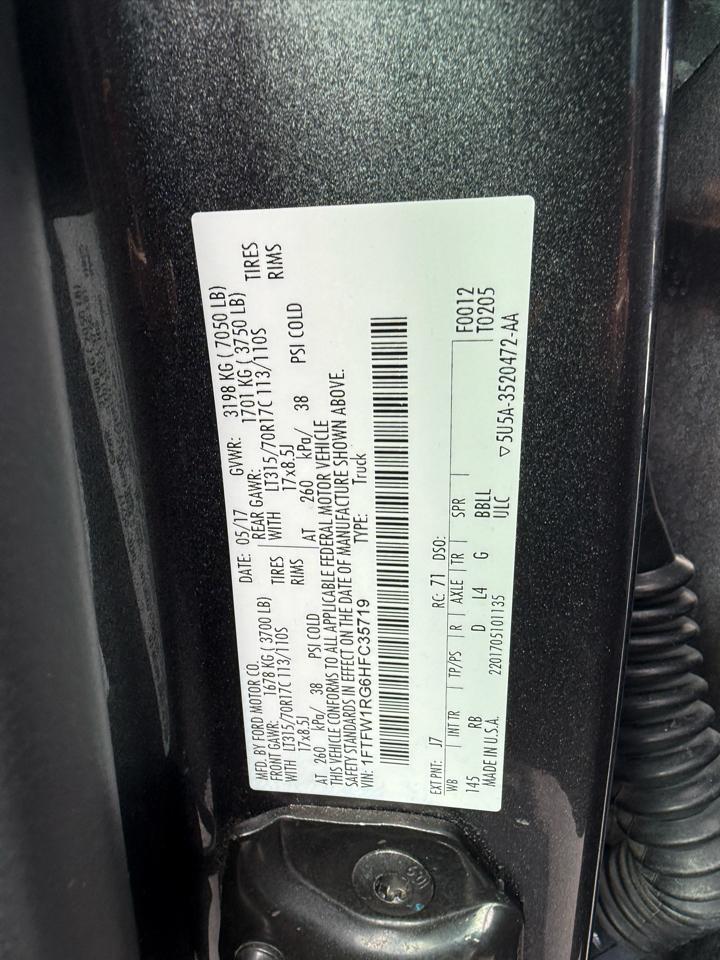 MFD. BY FORD MOTOR CO. DATE: 05/17 GVWR: 3198 KG ( 7050 LB)
FRONT GAWR: 1678 KG ( 3700 LB) REAR GAWR: 1701 KG ( 3750 LB)
WITH LT315/70R17C 113/110S TIRES WITH LT315/70R17C 113/110S TIRES
17x8.5J RIMS 17x8.5J RIMS
AT 260 kPa/ 38 PSI COLD AT 260 kPa/ 38 PSI COLD
THIS VEHICLE CONFORMS TO ALL APPLICABLE FEDERAL MOTOR VEHICLE
SAFETY STANDARDS IN EFFECT ON THE DATE OF MANUFACTURE SHOWN ABOVE.
VIN: 1FTFW1RG6HFC35719 TYPE: Truck
EXT PNT: J7 RC: 71 DSO: F0012
WB INT TR TP/PS R AXLE TR SPR T0205
145 RB D L4 G BBLL
MADE IN U.S.A. 2201705101135 ULC ▽5U5A-3520472-AA